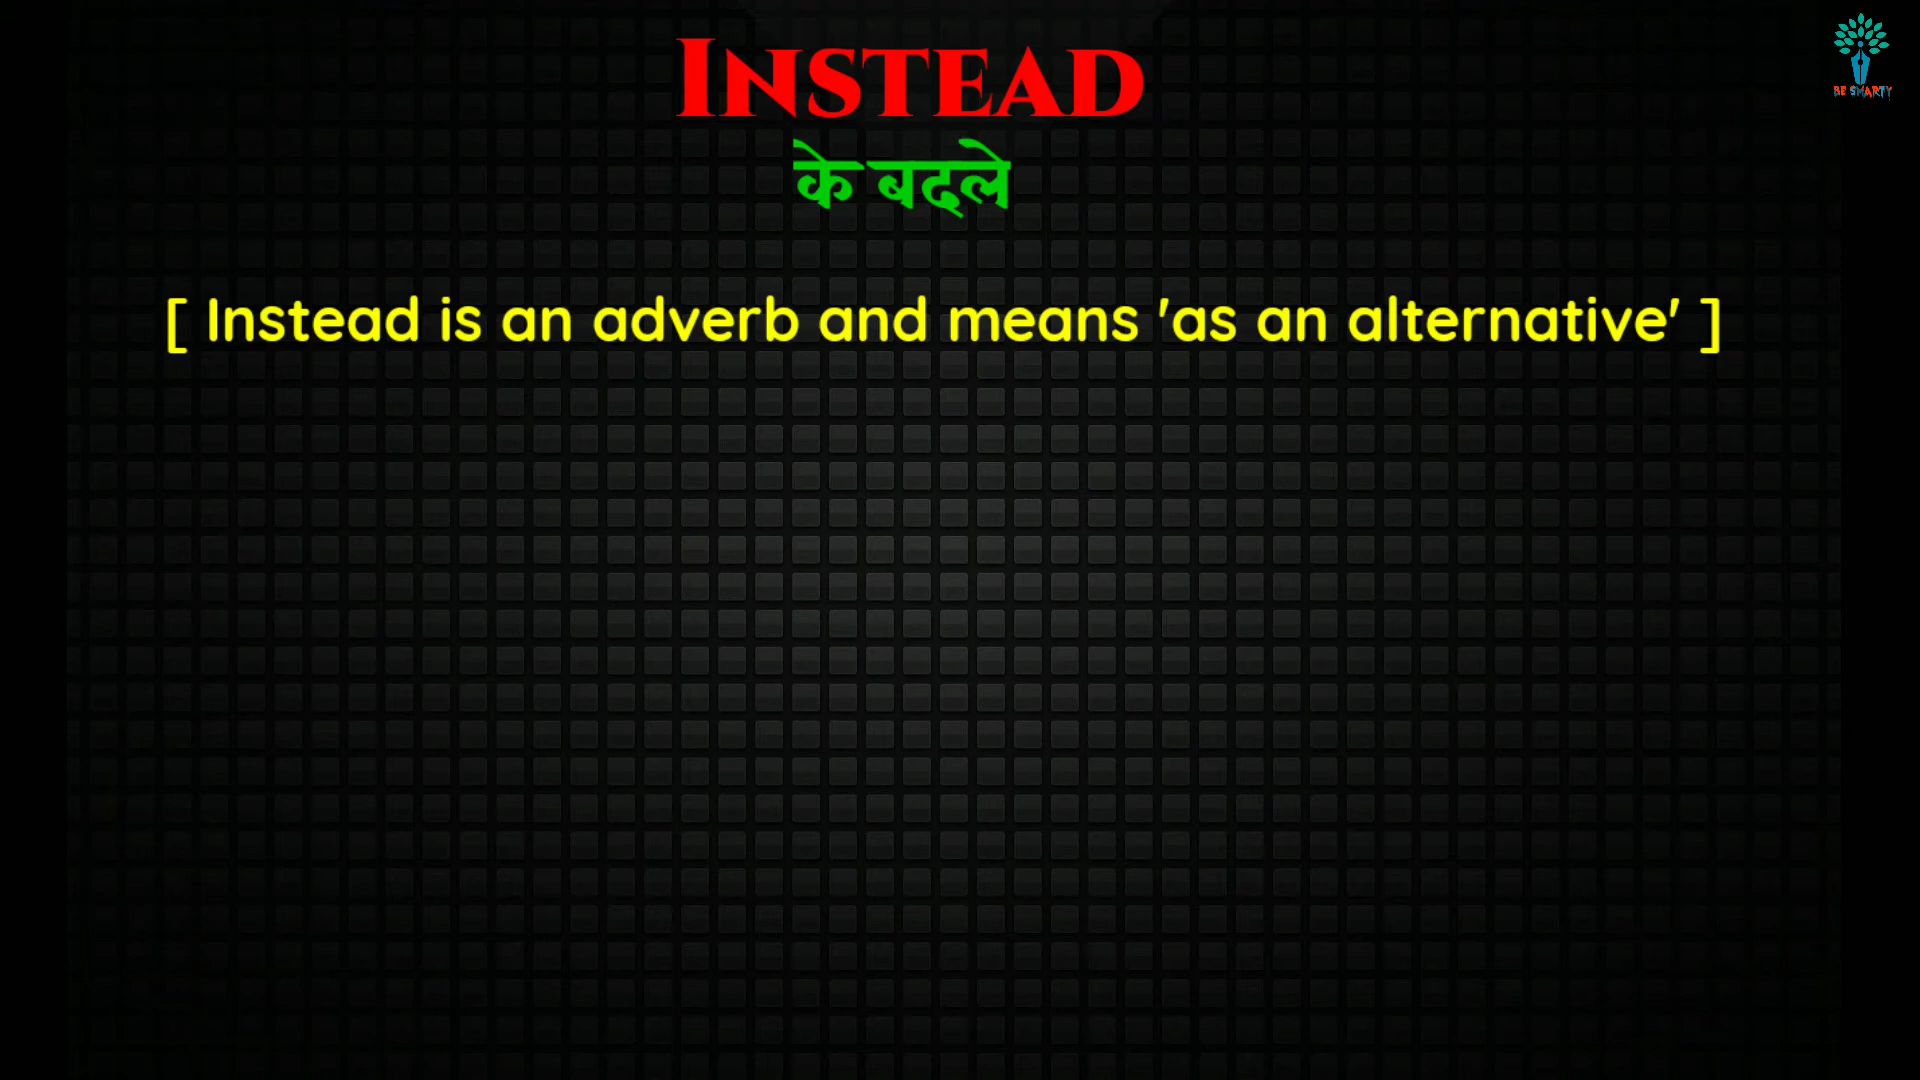 INSTEAD
के बदले
[ Instead is an adverb and means 'as an alternative' ]
BE SMARTY